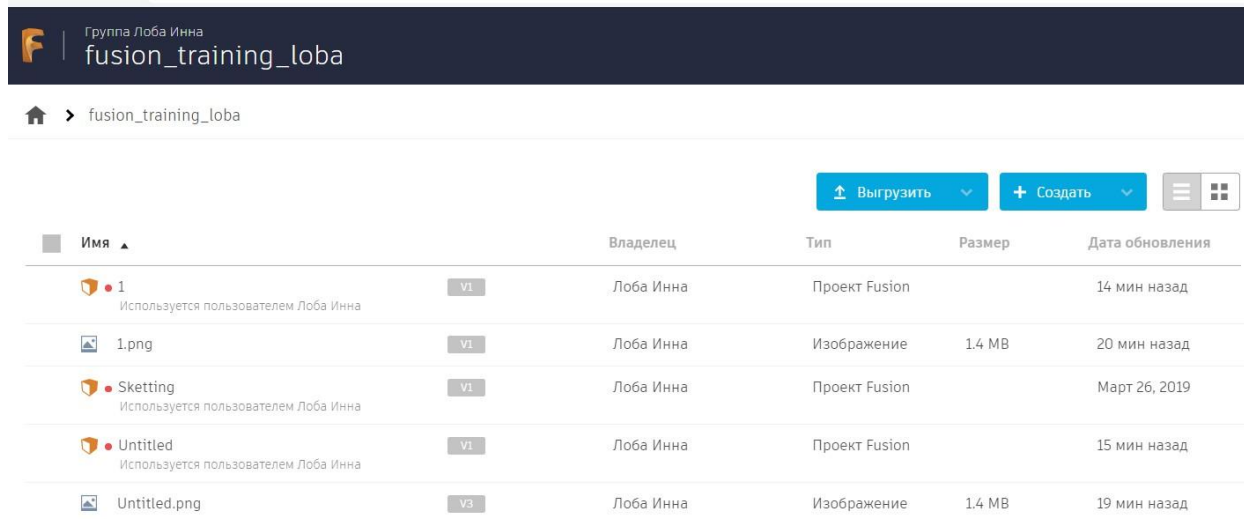 Группа Лоба Инна
fusion_training_loba
fusion_training_loba
Выгрузить
+ Создать
Имя Владелец Тип Размер Дата обновления
1 V1 Лоба Инна Проект Fusion 14 мин назад
Используется пользователем Лоба Инна
1.png V1 Лоба Инна Изображение 1.4 MB 20 мин назад
Sketting V1 Лоба Инна Проект Fusion Март 26, 2019
Используется пользователем Лоба Инна
Untitled V1 Лоба Инна Проект Fusion 15 мин назад
Используется пользователем Лоба Инна
Untitled.png V3 Лоба Инна Изображение 1.4 MB 19 мин назад